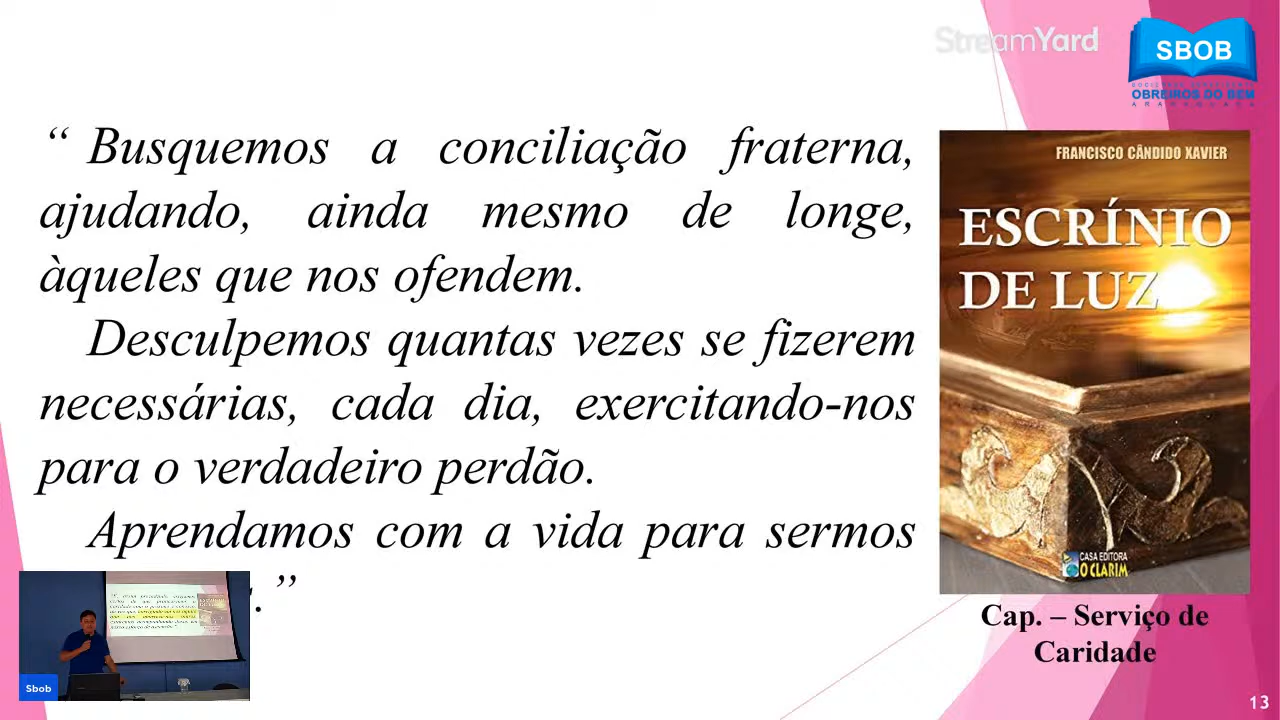 StreamYard
SBOB
OBREIROS DO BEM
ARARAQUARA
“ Busquemos a conciliação fraterna,
ajudando, ainda mesmo de longe,
àqueles que nos ofendem.
Desculpemos quantas vezes se fizerem
necessárias, cada dia, exercitando-nos
para o verdadeiro perdão.
Aprendamos com a vida para sermos
.”
FRANCISCO CÂNDIDO XAVIER
ESCRÍNIO
DE LUZ
CASA EDITORA
O CLARIM
Cap. – Serviço de
Caridade
Sbob
13